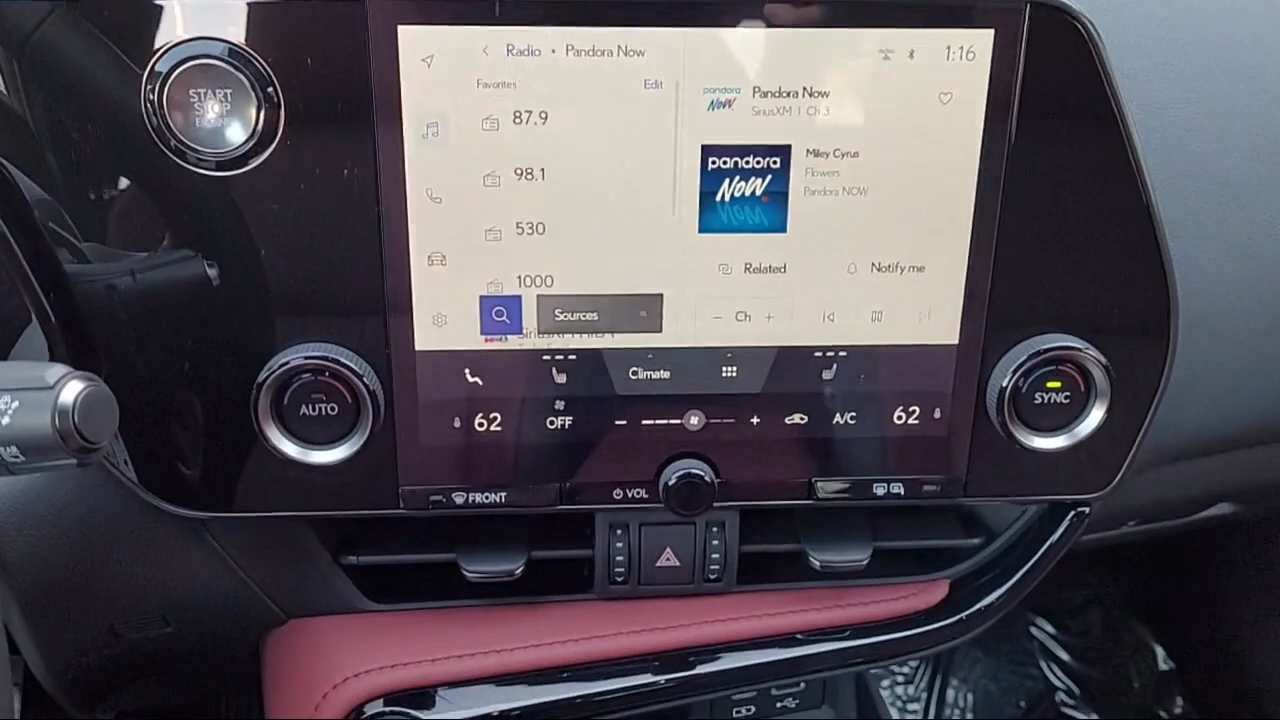 START
STOP
Radio • Pandora Now
1:16
Favorites
Edit
87.9
98.1
530
1000
Sources
pandora
NOW
Pandora Now
SiriusXM | Ch 3
pandora
NOW
Miley Cyrus
Flowers
Pandora NOW
Related
Notify me
− Ch +
Climate
AUTO
62
OFF
− +
A/C
62
SYNC
FRONT
VOL